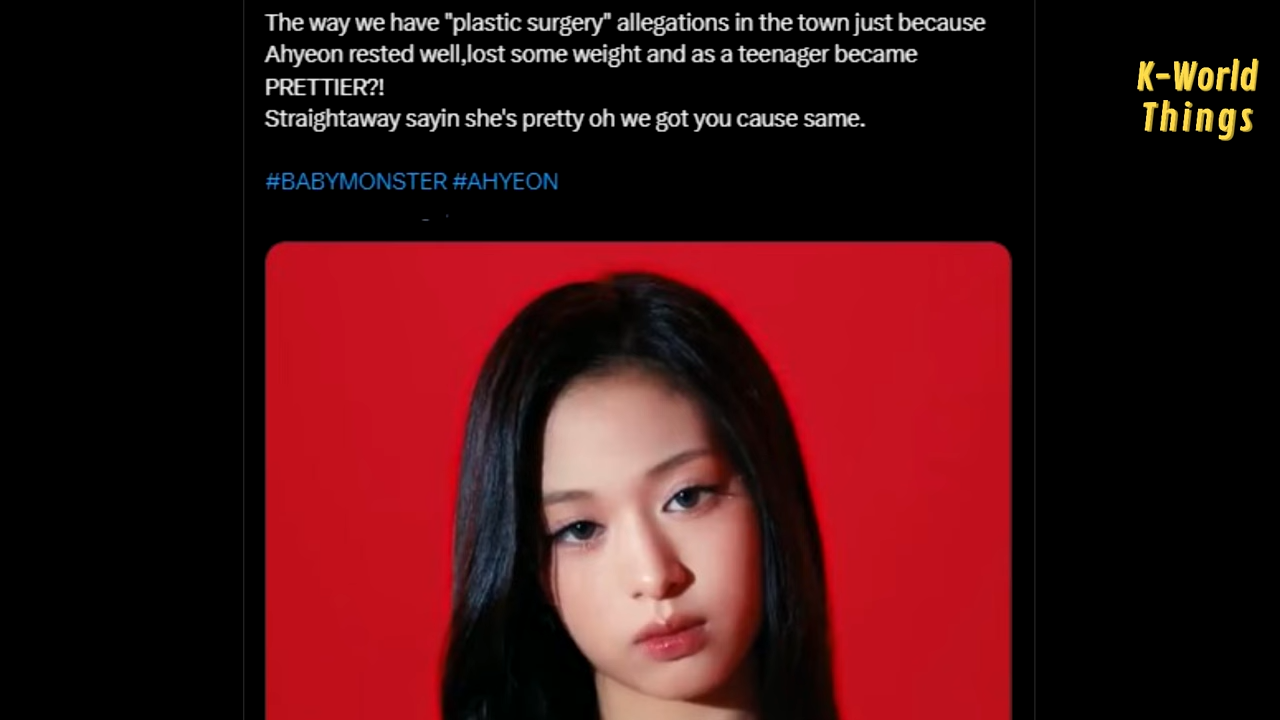 The way we have "plastic surgery" allegations in the town just because
Ahyeon rested well,lost some weight and as a teenager became
PRETTIER?!
Straightaway sayin she's pretty oh we got you cause same.
#BABYMONSTER #AHYEON
K-World
Things